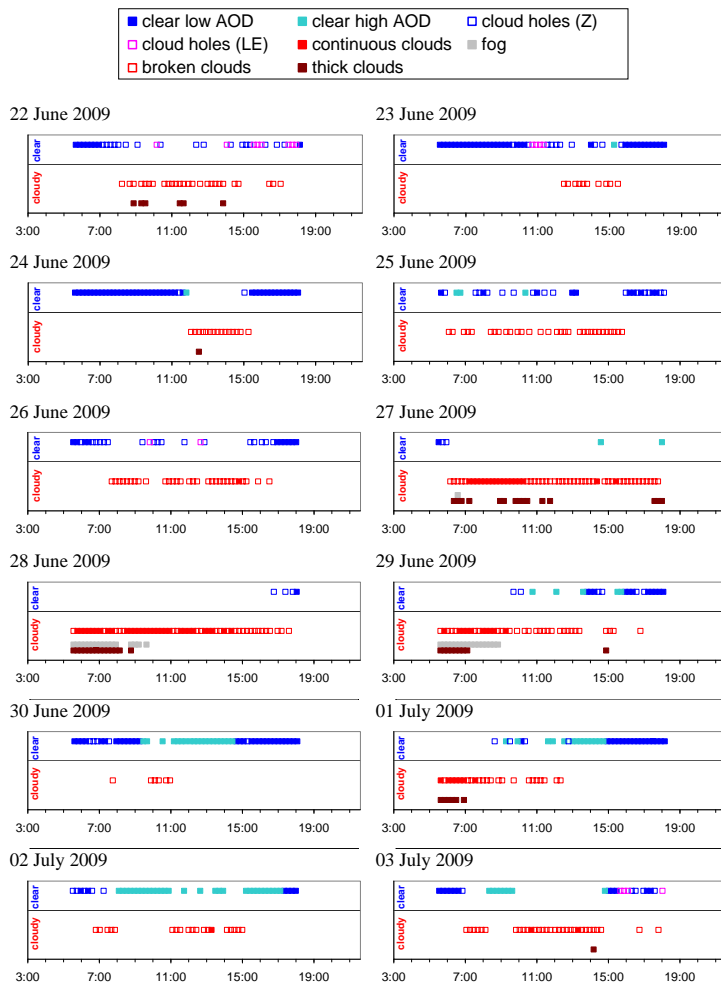 clear low AOD clear high AOD cloud holes (Z)
cloud holes (LE) continuous clouds fog
broken clouds thick clouds
22 June 2009
clear
cloudy
3:00 7:00 11:00 15:00 19:00
23 June 2009
clear
cloudy
3:00 7:00 11:00 15:00 19:00
24 June 2009
clear
cloudy
3:00 7:00 11:00 15:00 19:00
25 June 2009
clear
cloudy
3:00 7:00 11:00 15:00 19:00
26 June 2009
clear
cloudy
3:00 7:00 11:00 15:00 19:00
27 June 2009
clear
cloudy
3:00 7:00 11:00 15:00 19:00
28 June 2009
clear
cloudy
3:00 7:00 11:00 15:00 19:00
29 June 2009
clear
cloudy
3:00 7:00 11:00 15:00 19:00
30 June 2009
clear
cloudy
3:00 7:00 11:00 15:00 19:00
01 July 2009
clear
cloudy
3:00 7:00 11:00 15:00 19:00
02 July 2009
clear
cloudy
3:00 7:00 11:00 15:00 19:00
03 July 2009
clear
cloudy
3:00 7:00 11:00 15:00 19:00